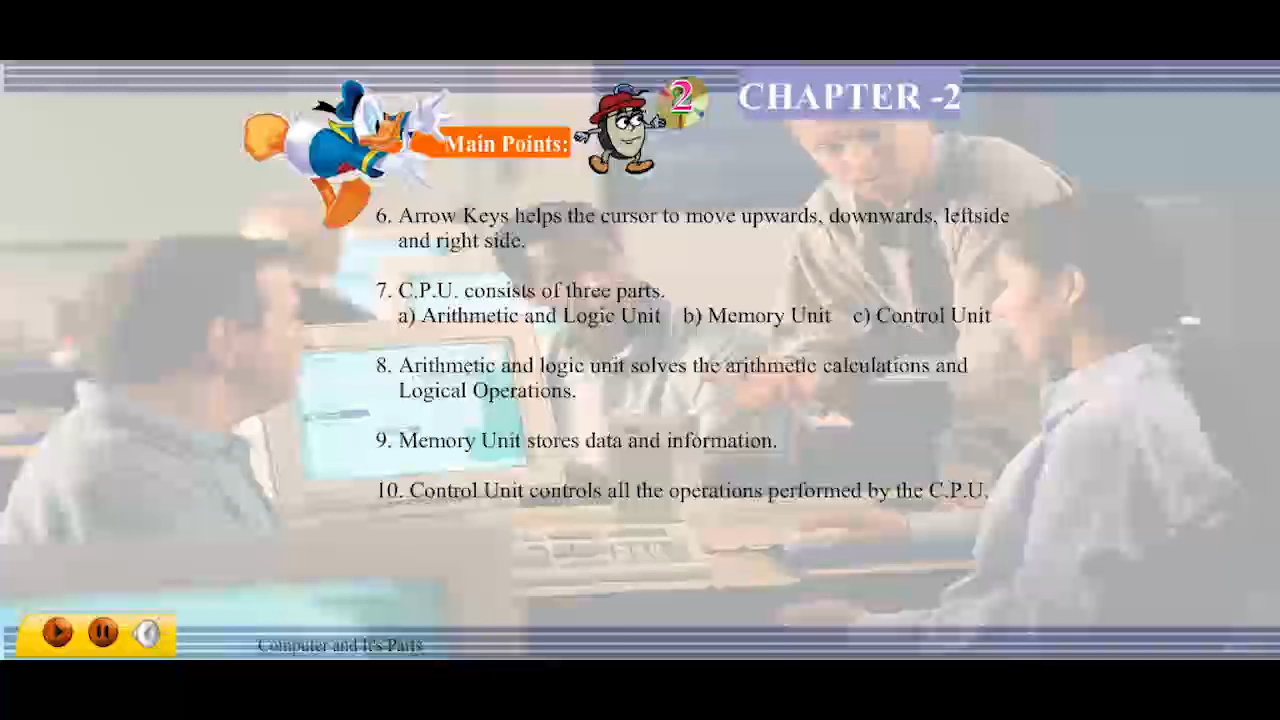 2
CHAPTER -2
Main Points:
6. Arrow Keys helps the cursor to move upwards, downwards, leftside
and right side.
7. C.P.U. consists of three parts.
a) Arithmetic and Logic Unit b) Memory Unit c) Control Unit
8. Arithmetic and logic unit solves the arithmetic calculations and
Logical Operations.
9. Memory Unit stores data and information.
10. Control Unit controls all the operations performed by the C.P.U.
Computer and It's Parts